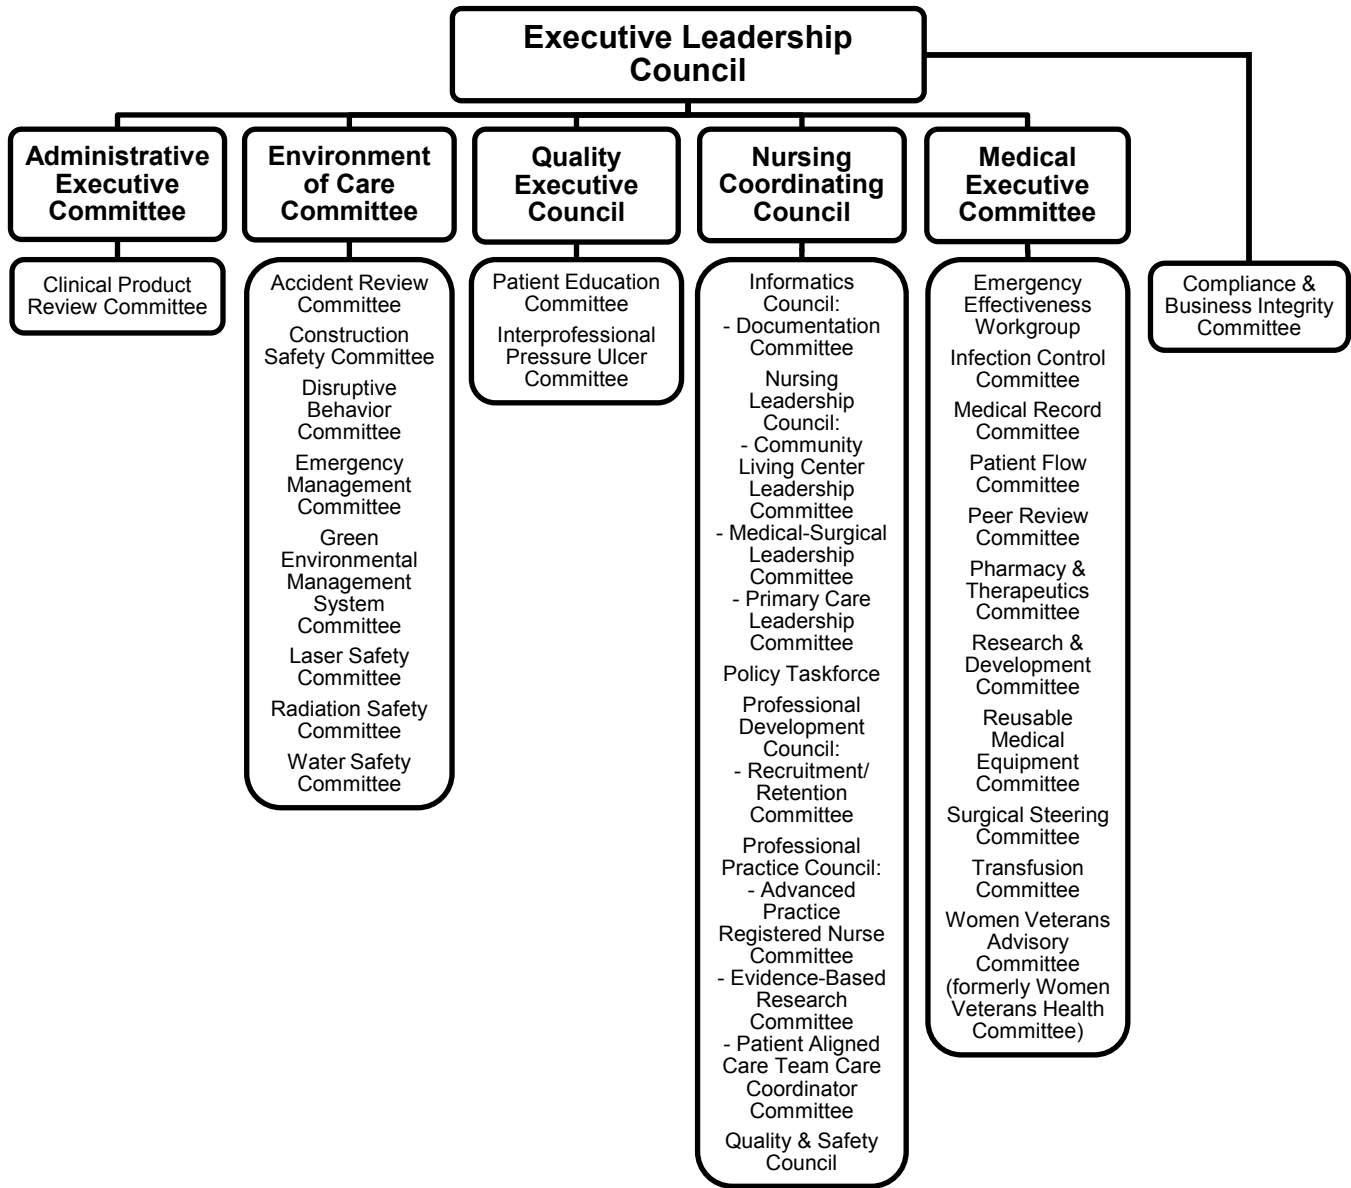 Executive Leadership
Council
Administrative
Executive
Committee
Environment
of Care
Committee
Quality
Executive
Council
Nursing
Coordinating
Council
Medical
Executive
Committee
Clinical Product
Review Committee
Accident Review
Committee
Construction
Safety Committee
Disruptive
Behavior
Committee
Emergency
Management
Committee
Green
Environmental
Management
System
Committee
Laser Safety
Committee
Radiation Safety
Committee
Water Safety
Committee
Patient Education
Committee
Interprofessional
Pressure Ulcer
Committee
Informatics
Council:
- Documentation
Committee
Nursing
Leadership
Council:
- Community
Living Center
Leadership
Committee
- Medical-Surgical
Leadership
Committee
- Primary Care
Leadership
Committee
Policy Taskforce
Professional
Development
Council:
- Recruitment/
Retention
Committee
Professional
Practice Council:
- Advanced
Practice
Registered Nurse
Committee
- Evidence-Based
Research
Committee
- Patient Aligned
Care Team Care
Coordinator
Committee
Quality & Safety
Council
Emergency
Effectiveness
Workgroup
Infection Control
Committee
Medical Record
Committee
Patient Flow
Committee
Peer Review
Committee
Pharmacy &
Therapeutics
Committee
Research &
Development
Committee
Reusable
Medical
Equipment
Committee
Surgical Steering
Committee
Transfusion
Committee
Women Veterans
Advisory
Committee
(formerly Women
Veterans Health
Committee)
Compliance &
Business Integrity
Committee